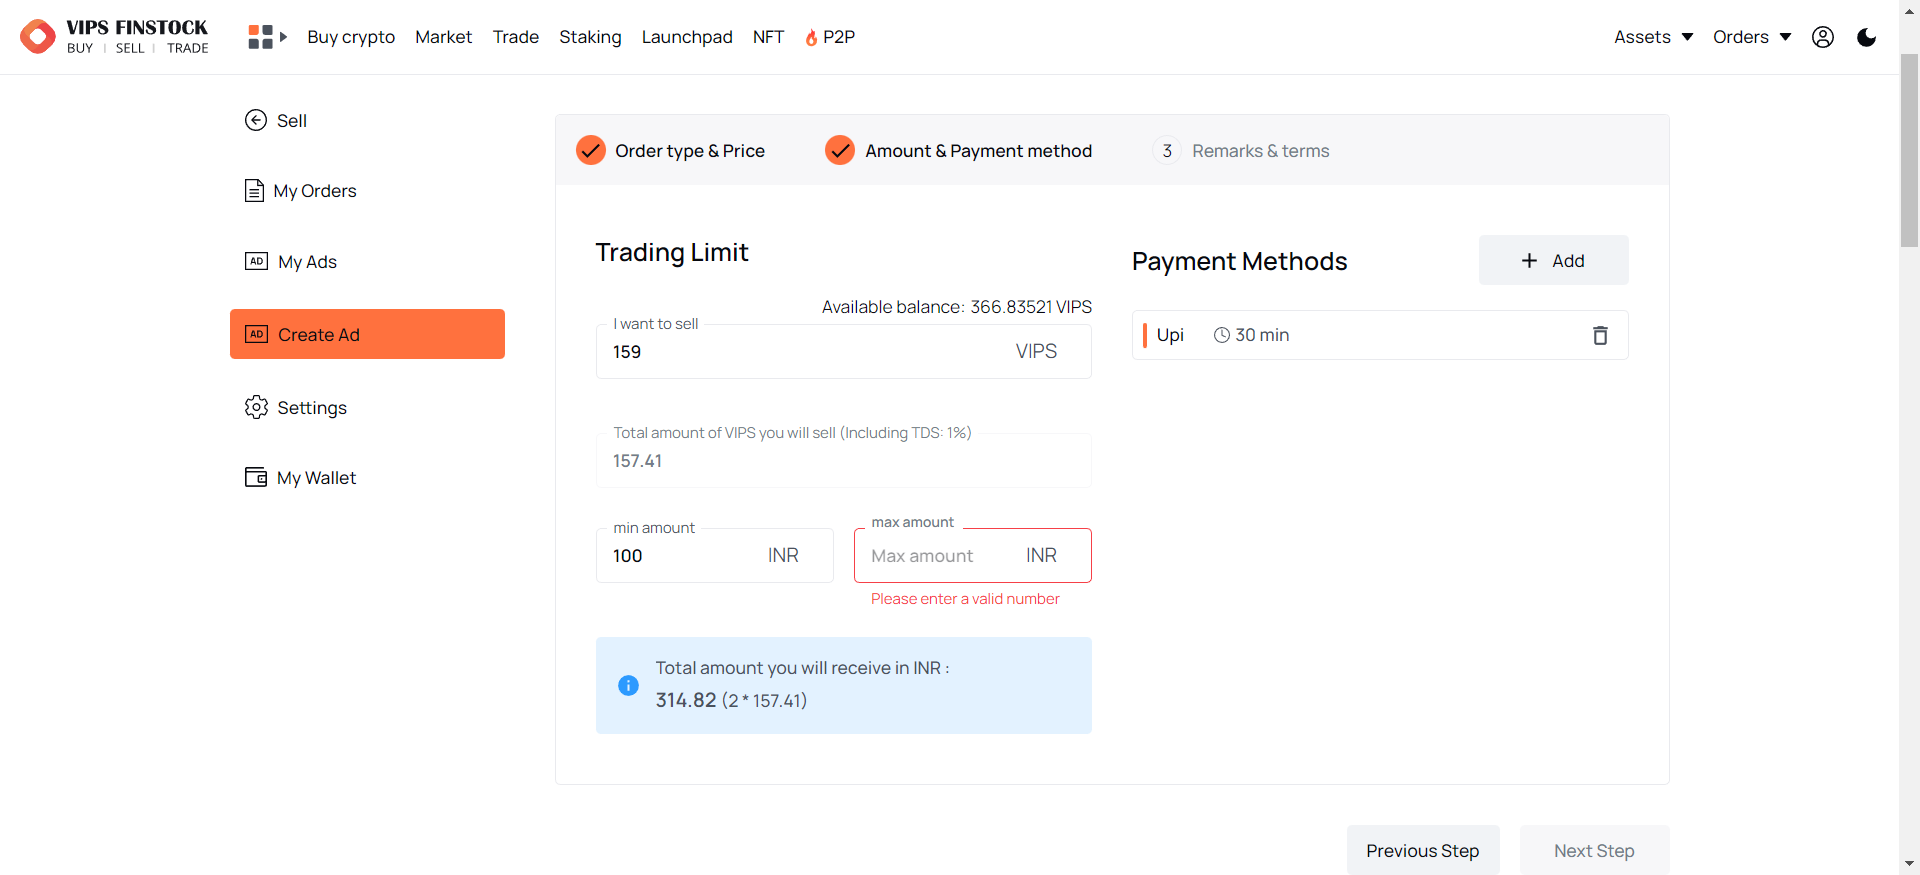 VIPS FINSTOCK
BUY | SELL | TRADE
Buy crypto Market Trade Staking Launchpad NFT P2P
Assets Orders
Sell
My Orders
AD My Ads
AD Create Ad
Settings
My Wallet
Order type & Price Amount & Payment method 3 Remarks & terms
Trading Limit
Available balance: 366.83521 VIPS
I want to sell
159 VIPS
Total amount of VIPS you will sell (Including TDS: 1%)
157.41
min amount
100 INR
max amount
Max amount INR
Please enter a valid number
Total amount you will receive in INR :
314.82 (2 * 157.41)
Payment Methods
+ Add
Upi 30 min
Previous Step Next Step